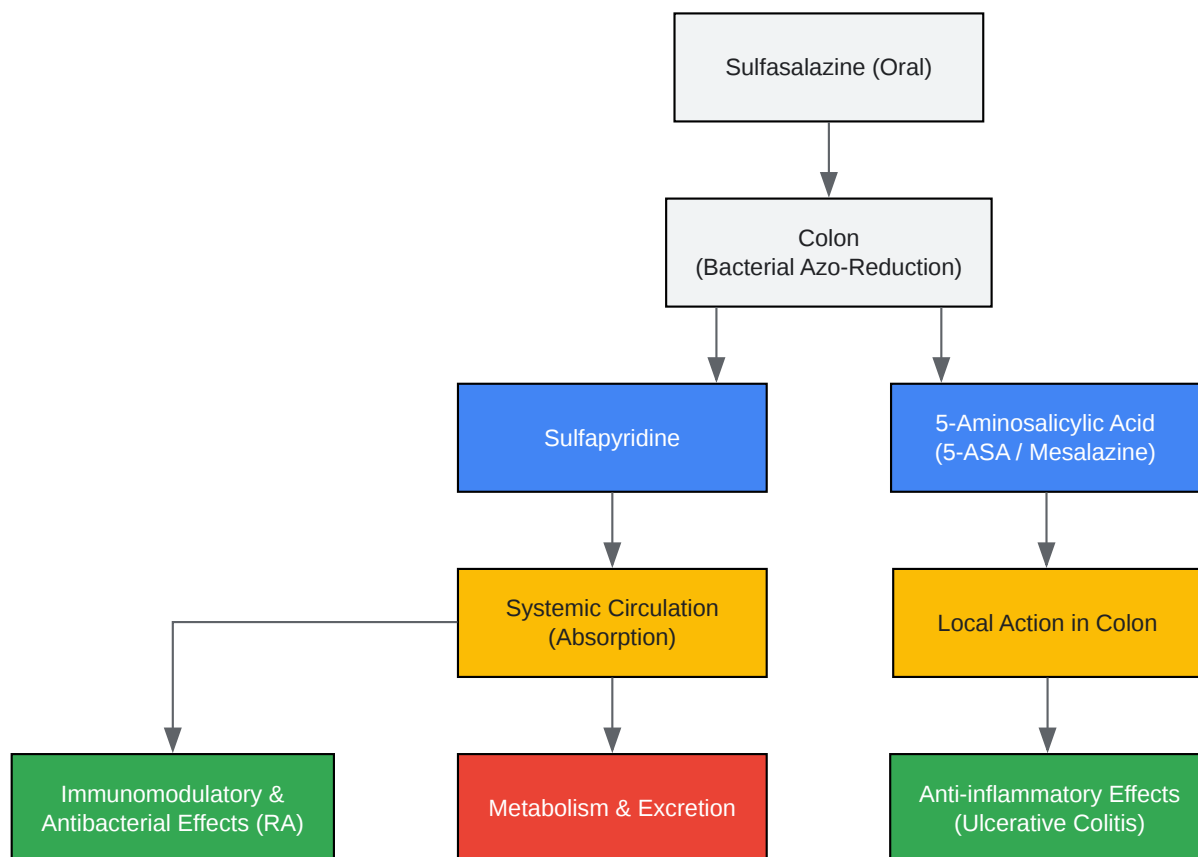 Sulfasalazine (Oral)
Colon
(Bacterial Azo-Reduction)
Sulfapyridine
5-Aminosalicylic Acid
(5-ASA / Mesalazine)
Systemic Circulation
(Absorption)
Local Action in Colon
Immunomodulatory &
Antibacterial Effects (RA)
Metabolism & Excretion
Anti-inflammatory Effects
(Ulcerative Colitis)